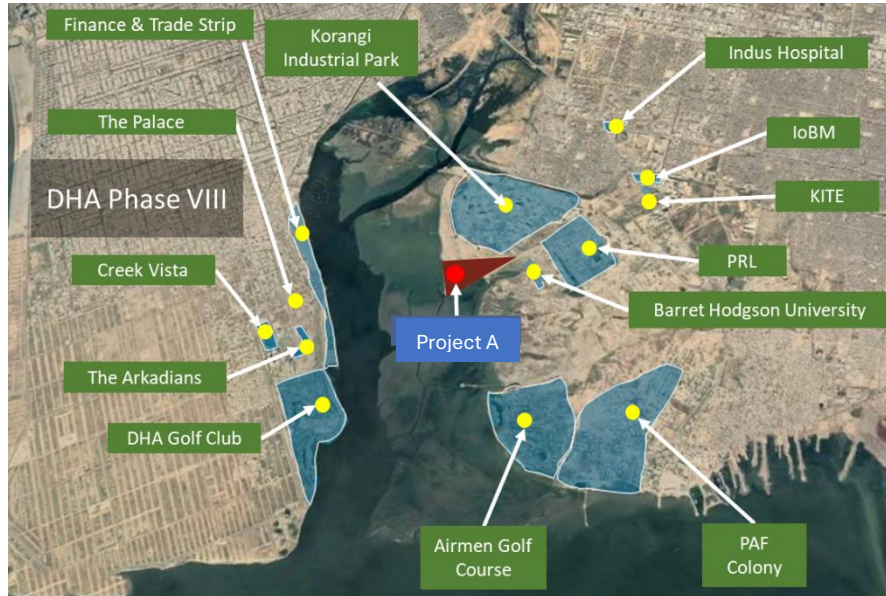 Finance & Trade Strip
Korangi
Industrial Park
Indus Hospital
The Palace
IoBM
DHA Phase VIII
KITE
Creek Vista
PRL
Barret Hodgson University
Project A
The Arkadians
DHA Golf Club
Airmen Golf
Course
PAF
Colony